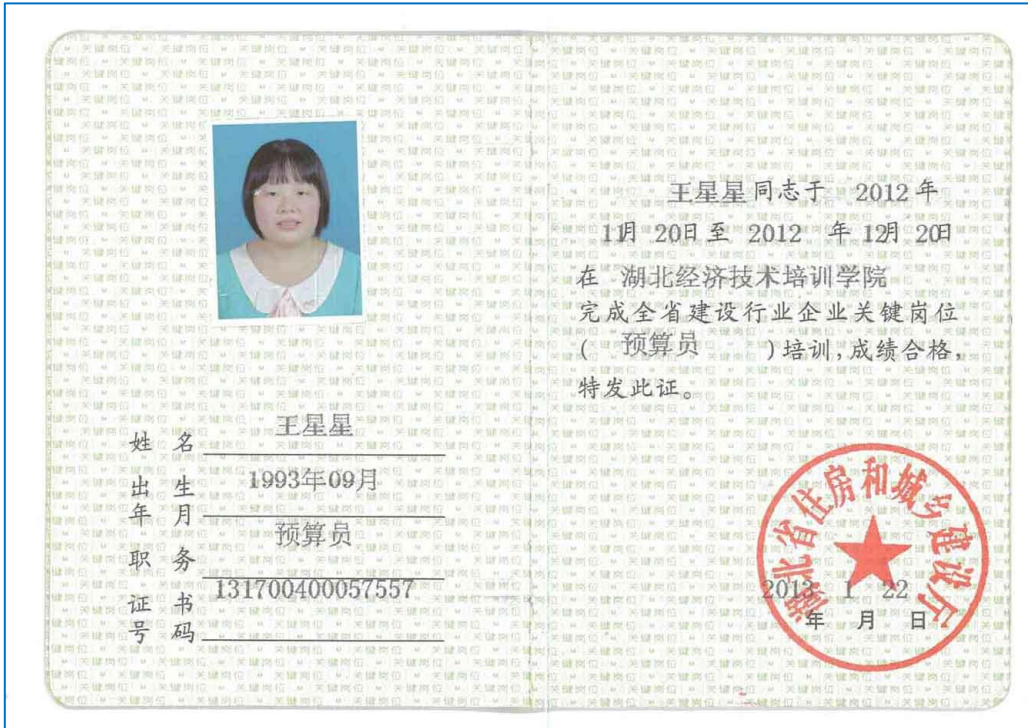 王星星
姓 名
1993年09月
出 生
年 月
预算员
职 务
131700400057557
证 书
号 码
王星星同志于 2012 年
11月 20日 至 2012 年 12月 20日
在 湖北经济技术培训学院
完成全省建设行业企业关键岗位
( 预算员 )培训,成绩合格,
特发此证。
湖北省住房和城乡建设厅
2013 1 22
年 月 日